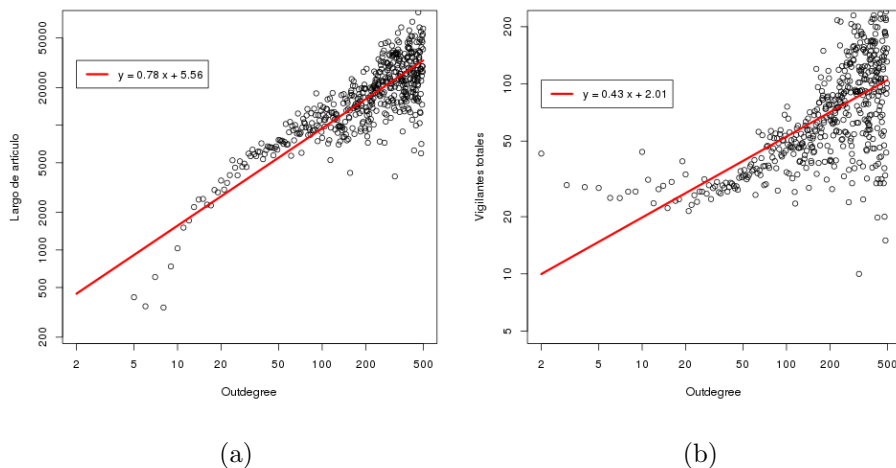 Largo de artículo
50000
20000
5000
2000
1000
500
200
y = 0.78 x + 5.56
2 5 10 20 50 100 200 500
Outdegree
(a)
Vigilantes totales
200
100
50
20
10
5
y = 0.43 x + 2.01
2 5 10 20 50 100 200 500
Outdegree
(b)